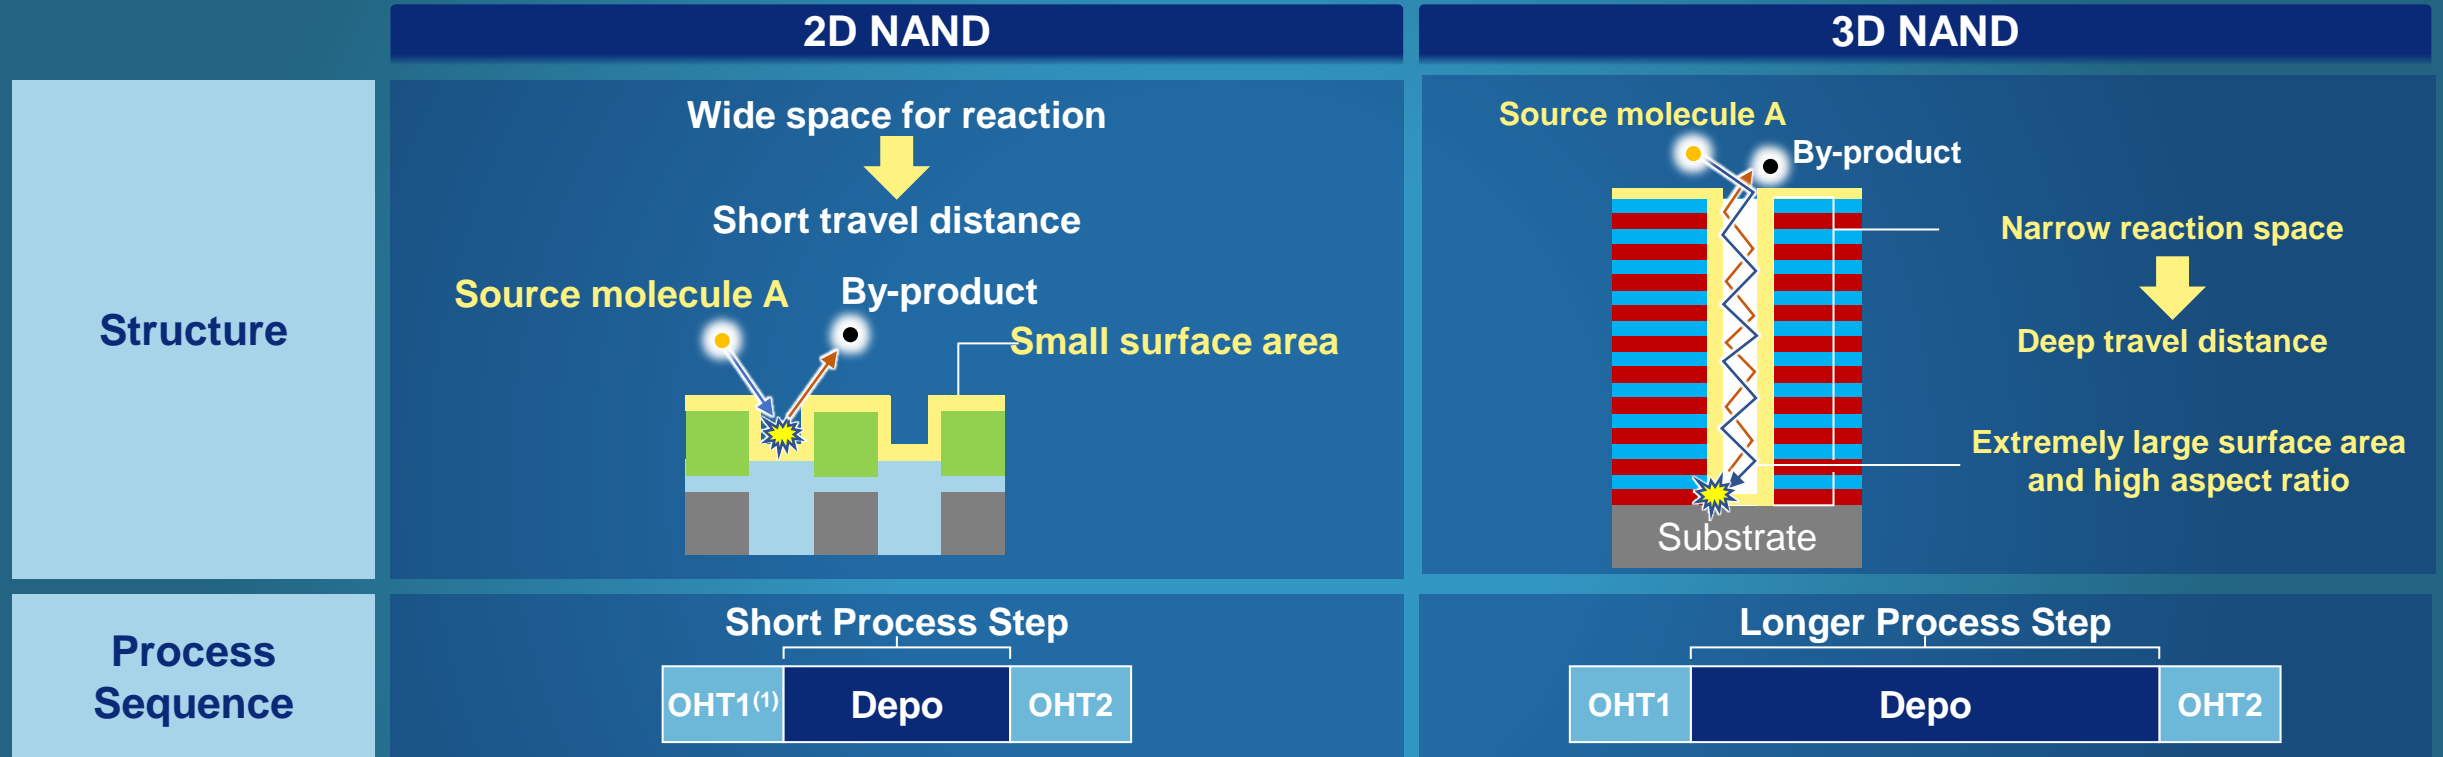 2D NAND
3D NAND
Structure
Wide space for reaction
Short travel distance
Source molecule A
By-product
Small surface area
Source molecule A
By-product
Narrow reaction space
Deep travel distance
Extremely large surface area
and high aspect ratio
Substrate
Process
Sequence
Short Process Step
OHT1(1)
Depo
OHT2
Longer Process Step
OHT1
Depo
OHT2